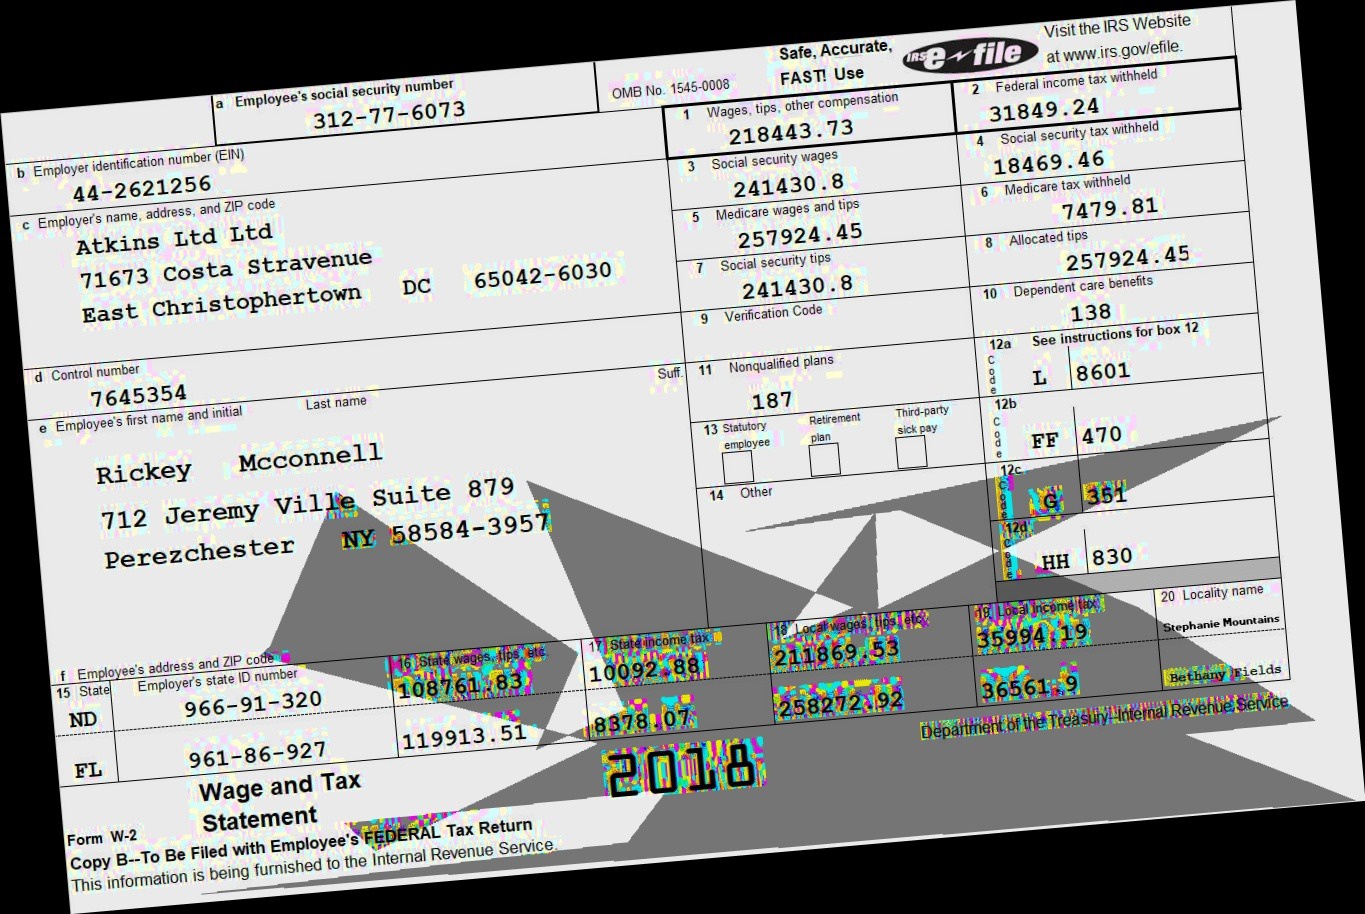 Safe, Accurate,
FAST! Use
IRS e-file
Visit the IRS Website
at www.irs.gov/efile.
a Employee's social security number
312-77-6073
OMB No. 1545-0008
1 Wages, tips, other compensation
218443.73
2 Federal income tax withheld
31849.24
b Employer identification number (EIN)
44-2621256
3 Social security wages
241430.8
4 Social security tax withheld
18469.46
c Employer's name, address, and ZIP code
Atkins Ltd Ltd
71673 Costa Stravenue
East Christophertown DC 65042-6030
5 Medicare wages and tips
257924.45
6 Medicare tax withheld
7479.81
7 Social security tips
241430.8
8 Allocated tips
257924.45
9 Verification Code
10 Dependent care benefits
138
d Control number
7645354
11 Nonqualified plans
187
12a See instructions for box 12
Code L 8601
e Employee's first name and initial Last name Suff.
Rickey Mcconnell
712 Jeremy Ville Suite 879
Perezchester NY 58584-3957
13 Statutory employee
Retirement plan
Third-party sick pay
12b
Code FF 470
14 Other
12c
Code G 351
12d
Code HH 830
f Employee's address and ZIP code
15 State Employer's state ID number
16 State wages, tips, etc.
17 State income tax
18 Local wages, tips, etc.
19 Local income tax
20 Locality name
ND 966-91-320 108761.83 10092.88 211869.53 35994.19 Stephanie Mountains
FL 961-86-927 119913.51 8378.07 258272.92 36561.9 Bethany Fields
Form W-2
Wage and Tax
Statement
2018
Department of the Treasury--Internal Revenue Service
Copy B--To Be Filed with Employee's FEDERAL Tax Return
This information is being furnished to the Internal Revenue Service.